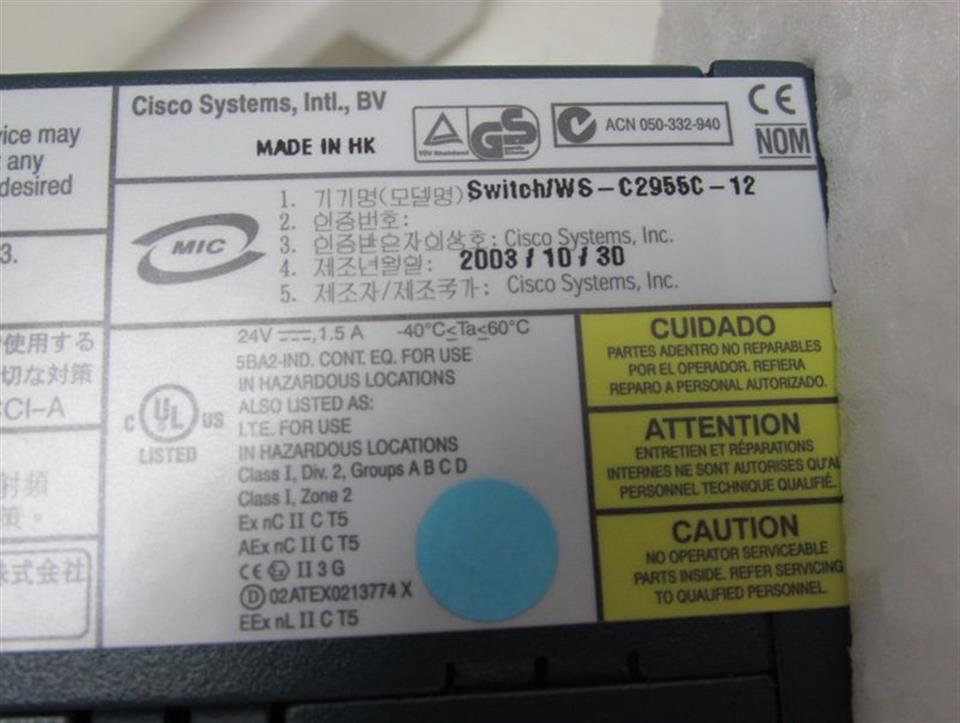 vice may
any
desired
3.
使用する
切な対策
CCI-A
射頻
策。
株式会社
Cisco Systems, Intl., BV
MADE IN HK
TÜV Rheinland
GS
ACN 050-332-940
CE
NOM
MIC
1. 기기명(모델명): Switch/WS-C2955C-12
2. 인증번호:
3. 인증받은자의상호: Cisco Systems, Inc.
4. 제조년월일: 2003/10/30
5. 제조자/제조국가: Cisco Systems, Inc.
C UL US
LISTED
24V ⎓, 1.5 A -40°C≤Ta≤60°C
5BA2-IND. CONT. EQ. FOR USE
IN HAZARDOUS LOCATIONS
ALSO LISTED AS:
I.T.E. FOR USE
IN HAZARDOUS LOCATIONS
Class I, Div. 2, Groups A B C D
Class I, Zone 2
Ex nC II C T5
AEx nC II C T5
CE Ex II 3 G
D 02ATEX0213774 X
EEx nL II C T5
CUIDADO
PARTES ADENTRO NO REPARABLES
POR EL OPERADOR. REFIERA
REPARO A PERSONAL AUTORIZADO.
ATTENTION
ENTRETIEN ET RÉPARATIONS
INTERNES NE SONT AUTORISES QU'AU
PERSONNEL TECHNIQUE QUALIFIÉ.
CAUTION
NO OPERATOR SERVICEABLE
PARTS INSIDE. REFER SERVICING
TO QUALIFIED PERSONNEL.